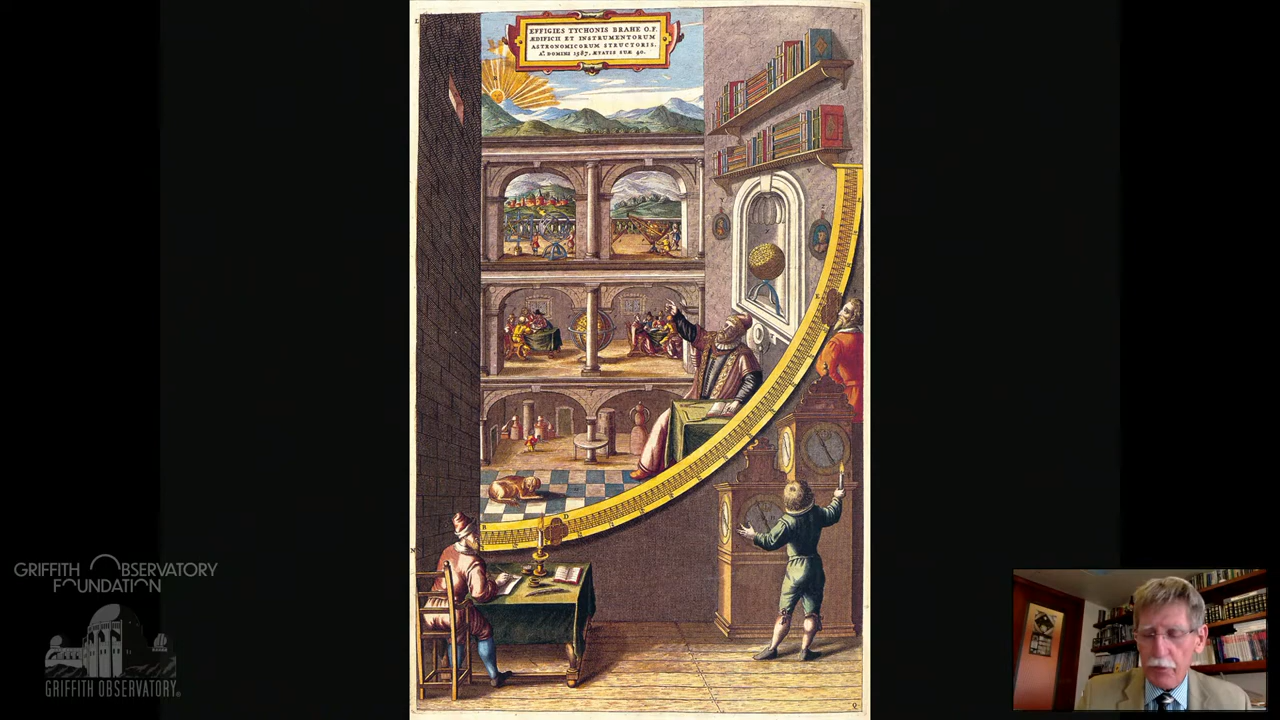 EFFIGIES TYCHONIS BRAHE O.F.
ÆDIFICII ET INSTRUMENTORUM
ASTRONOMICORUM STRUCTORIS.
Aº. DOMINI 1587, ÆTATIS SUÆ 40.
GRIFFITH OBSERVATORY
FOUNDATION
GRIFFITH OBSERVATORY